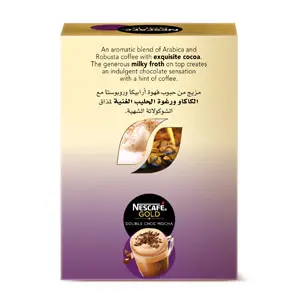 An aromatic blend of Arabica and
Robusta coffee with exquisite cocoa.
The generous milky froth on top creates
an indulgent chocolate sensation
with a hint of coffee.
مزيج من حبوب قهوة أرابيكا وروبوستا مع
الكاكاو ورغوة الحليب الغنية لمذاق
الشوكولاتة الشهية.
NESCAFÉ
GOLD
DOUBLE CHOC MOCHA